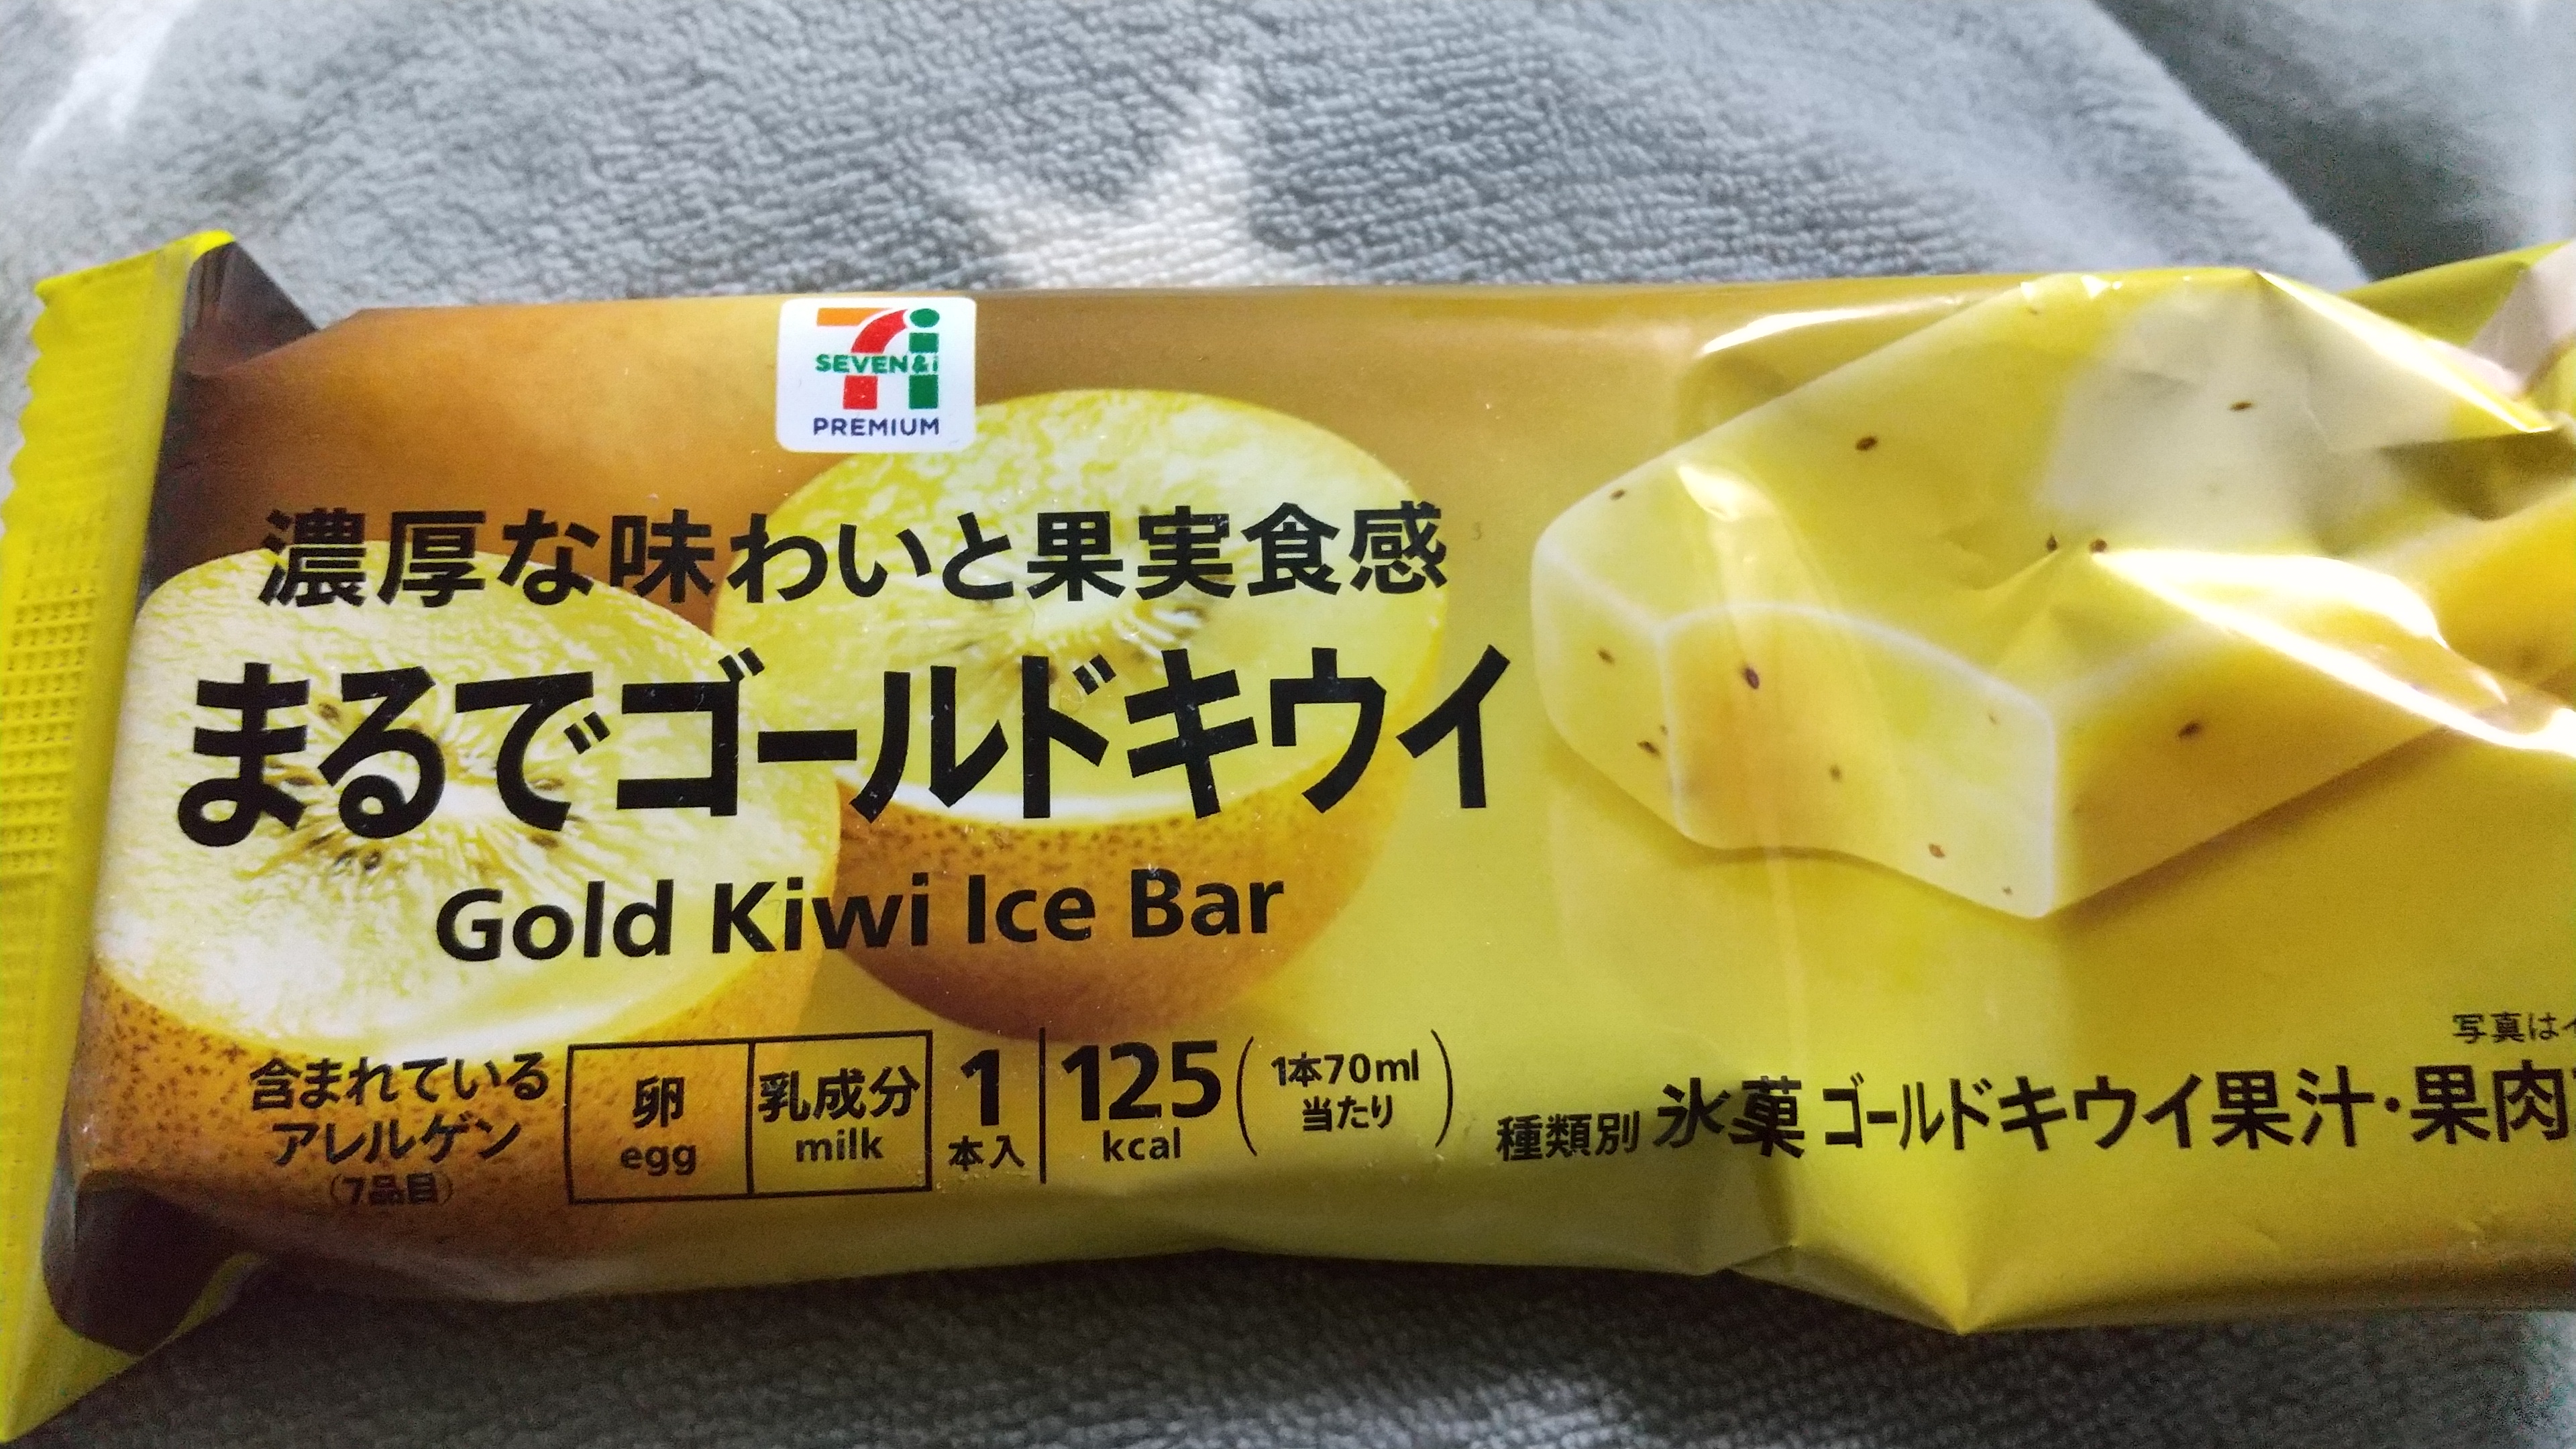 SEVEN&i
PREMIUM
濃厚な味わいと果実食感
まるでゴールドキウイ
Gold Kiwi Ice Bar
含まれている
アレルゲン
(7品目)
卵
egg
乳成分
milk
1
本入
125
kcal
(1本70ml
当たり)
写真は
種類別 氷菓 ゴールドキウイ果汁・果肉